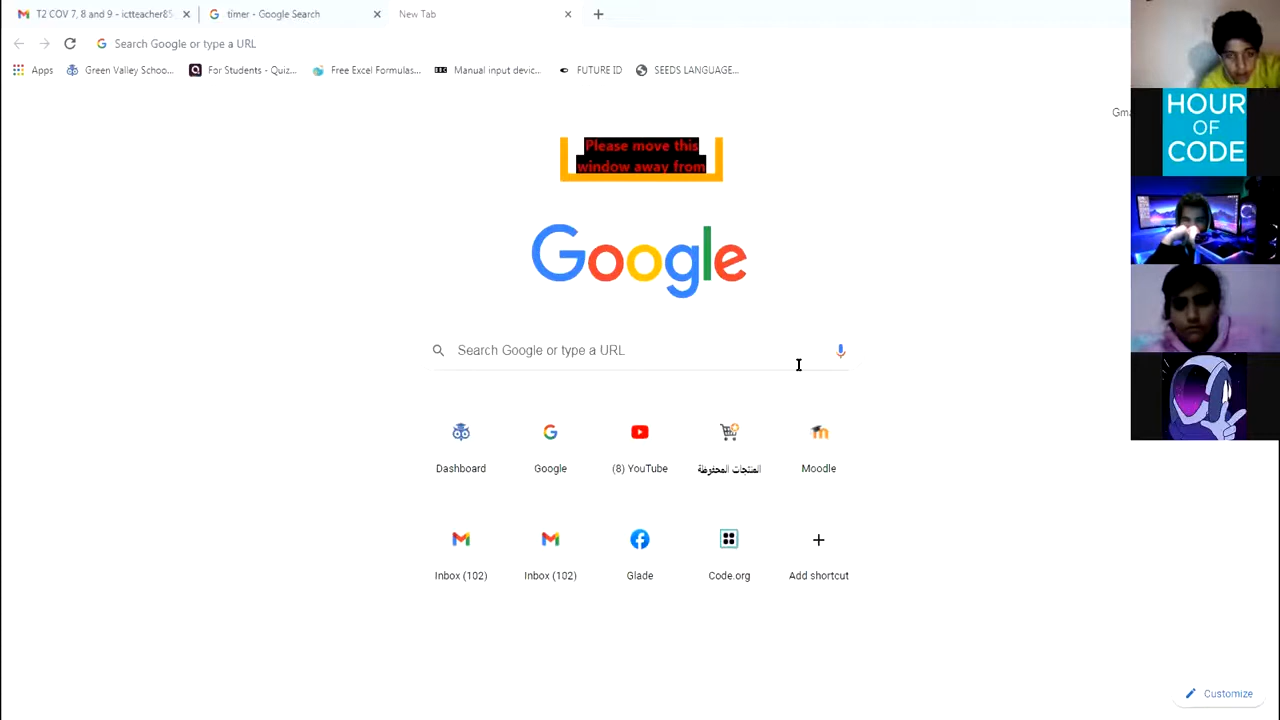 T2 COV 7, 8 and 9 - ictteacher85
timer - Google Search
New Tab
Search Google or type a URL
Apps
Green Valley Schoo...
For Students - Quiz...
Free Excel Formulas...
Manual input devic...
FUTURE ID
SEEDS LANGUAGE...
Gma
HOUR
OF
CODE
Please move this
window away from
Google
Search Google or type a URL
Dashboard
Google
(8) YouTube
المنتجات المحفوظة
Moodle
Inbox (102)
Inbox (102)
Glade
Code.org
Add shortcut
Customize